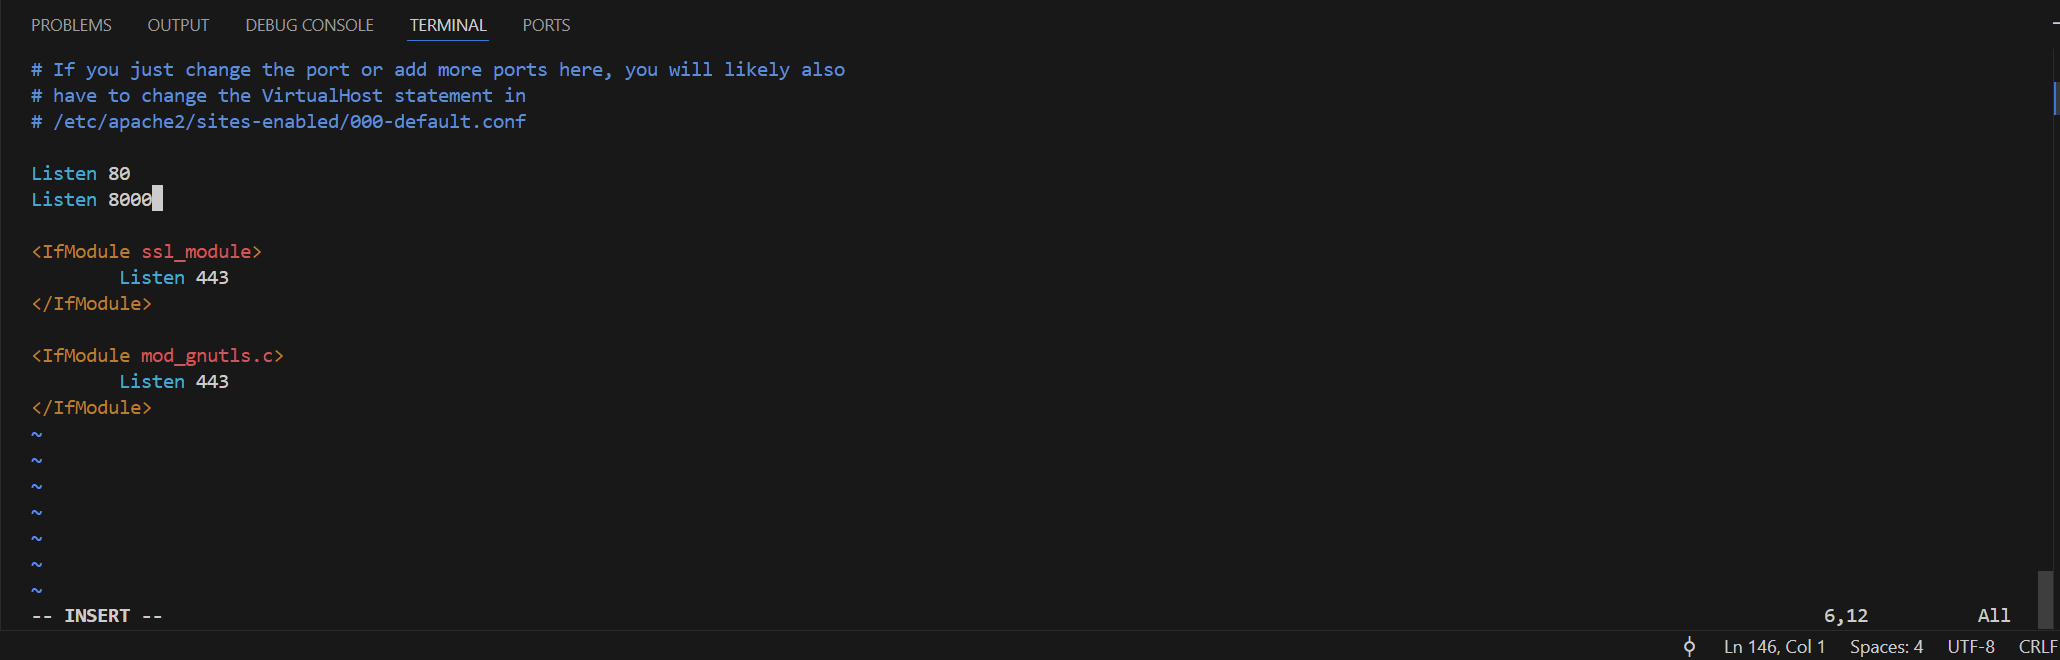 PROBLEMS OUTPUT DEBUG CONSOLE TERMINAL PORTS
# If you just change the port or add more ports here, you will likely also
# have to change the VirtualHost statement in
# /etc/apache2/sites-enabled/000-default.conf
Listen 80
Listen 8000
<IfModule ssl_module>
Listen 443
</IfModule>
<IfModule mod_gnutls.c>
Listen 443
</IfModule>
~
~
~
~
~
~
~
-- INSERT -- 6,12 All
Ln 146, Col 1 Spaces: 4 UTF-8 CRLF